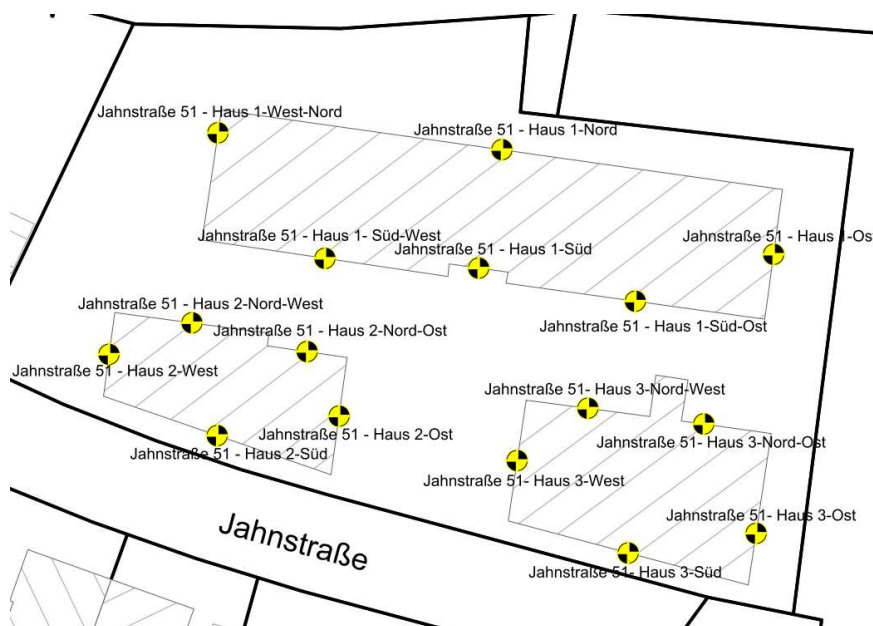 Jahnstraße 51 - Haus 1-West-Nord
Jahnstraße 51 - Haus 1-Nord
Jahnstraße 51 - Haus 1- Süd-West
Jahnstraße 51 - Haus 1-Süd
Jahnstraße 51 - Haus 1-Ost
Jahnstraße 51 - Haus 2-Nord-West
Jahnstraße 51 - Haus 2-Nord-Ost
Jahnstraße 51 - Haus 1-Süd-Ost
Jahnstraße 51 - Haus 2-West
Jahnstraße 51- Haus 3-Nord-West
Jahnstraße 51 - Haus 2-Ost
Jahnstraße 51- Haus 3-Nord-Ost
Jahnstraße 51 - Haus 2-Süd
Jahnstraße 51- Haus 3-West
Jahnstraße 51- Haus 3-Ost
Jahnstraße
Jahnstraße 51- Haus 3-Süd